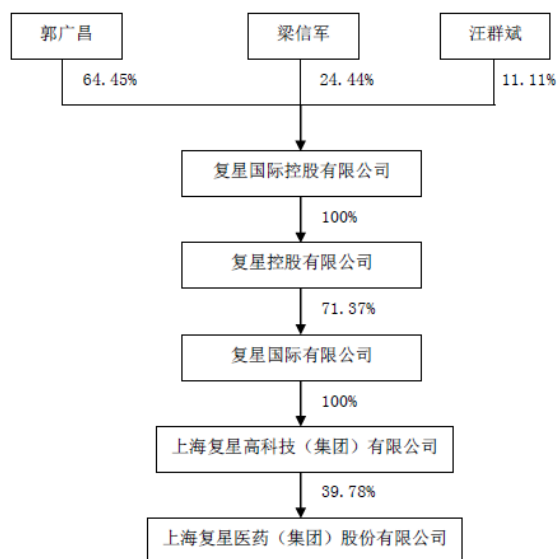 郭广昌
梁信军
汪群斌
64.45%
24.44%
11.11%
复星国际控股有限公司
100%
复星控股有限公司
71.37%
复星国际有限公司
100%
上海复星高科技（集团）有限公司
39.78%
上海复星医药（集团）股份有限公司